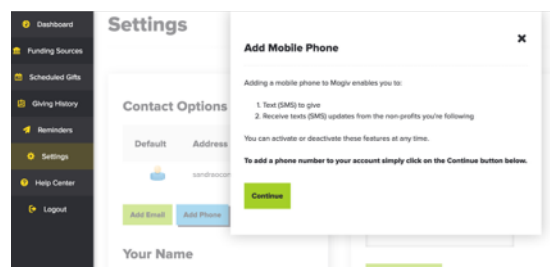 Dashboard
Funding Sources
Scheduled Gifts
Giving History
Reminders
Settings
Help Center
Logout
Settings
Contact Options
Default Address
Add Email Add Phone
Your Name
Add Mobile Phone
Adding a mobile phone to Mogiv enables you to:
1. Text (SMS) to give
2. Receive texts (SMS) updates from the non-profits you're following
You can activate or deactivate these features at any time.
To add a phone number to your account simply click on the Continue button below.
Continue